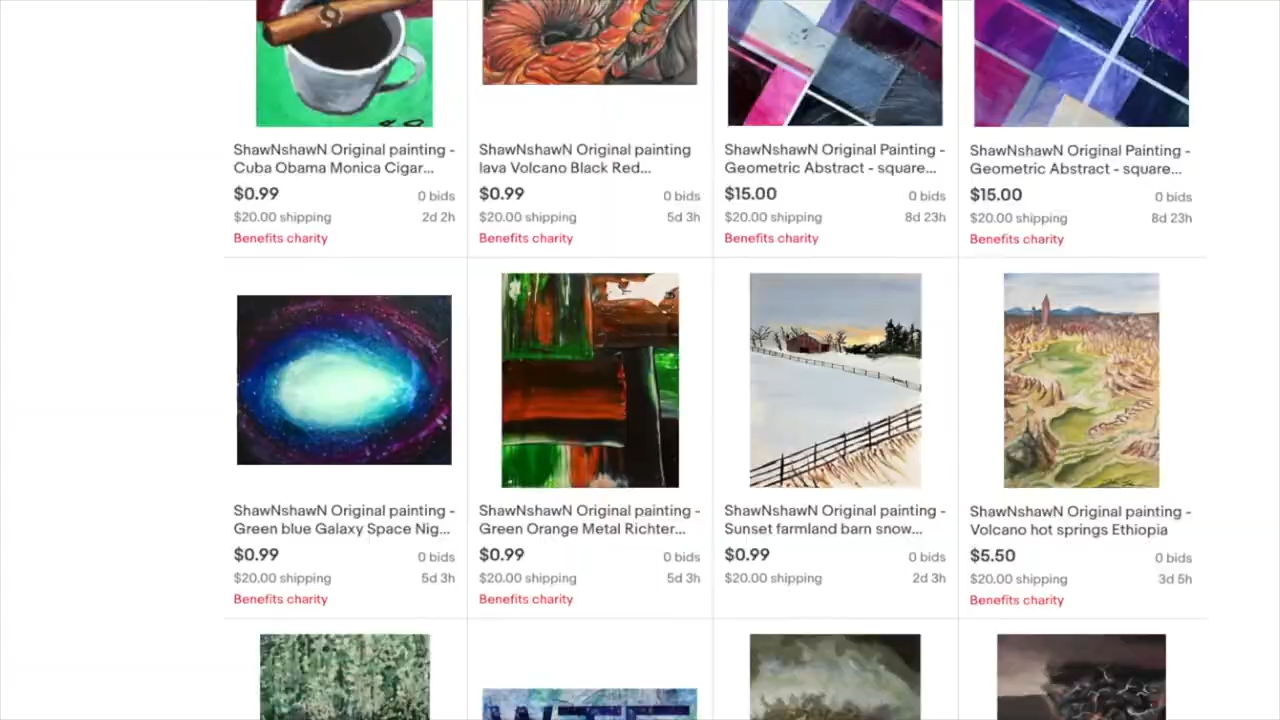 ShawNshawN Original painting -
Cuba Obama Monica Cigar...
$0.99
0 bids
$20.00 shipping
2d 2h
Benefits charity
ShawNshawN Original painting
lava Volcano Black Red...
$0.99
0 bids
$20.00 shipping
5d 3h
Benefits charity
ShawNshawN Original Painting -
Geometric Abstract - square...
$15.00
0 bids
$20.00 shipping
8d 23h
Benefits charity
ShawNshawN Original Painting -
Geometric Abstract - square...
$15.00
0 bids
$20.00 shipping
8d 23h
Benefits charity
ShawNshawN Original painting -
Green blue Galaxy Space Nig...
$0.99
0 bids
$20.00 shipping
5d 3h
Benefits charity
ShawNshawN Original painting -
Green Orange Metal Richter...
$0.99
0 bids
$20.00 shipping
5d 3h
Benefits charity
ShawNshawN Original painting -
Sunset farmland barn snow...
$0.99
0 bids
$20.00 shipping
2d 3h
ShawNshawN Original painting -
Volcano hot springs Ethiopia
$5.50
0 bids
$20.00 shipping
3d 5h
Benefits charity